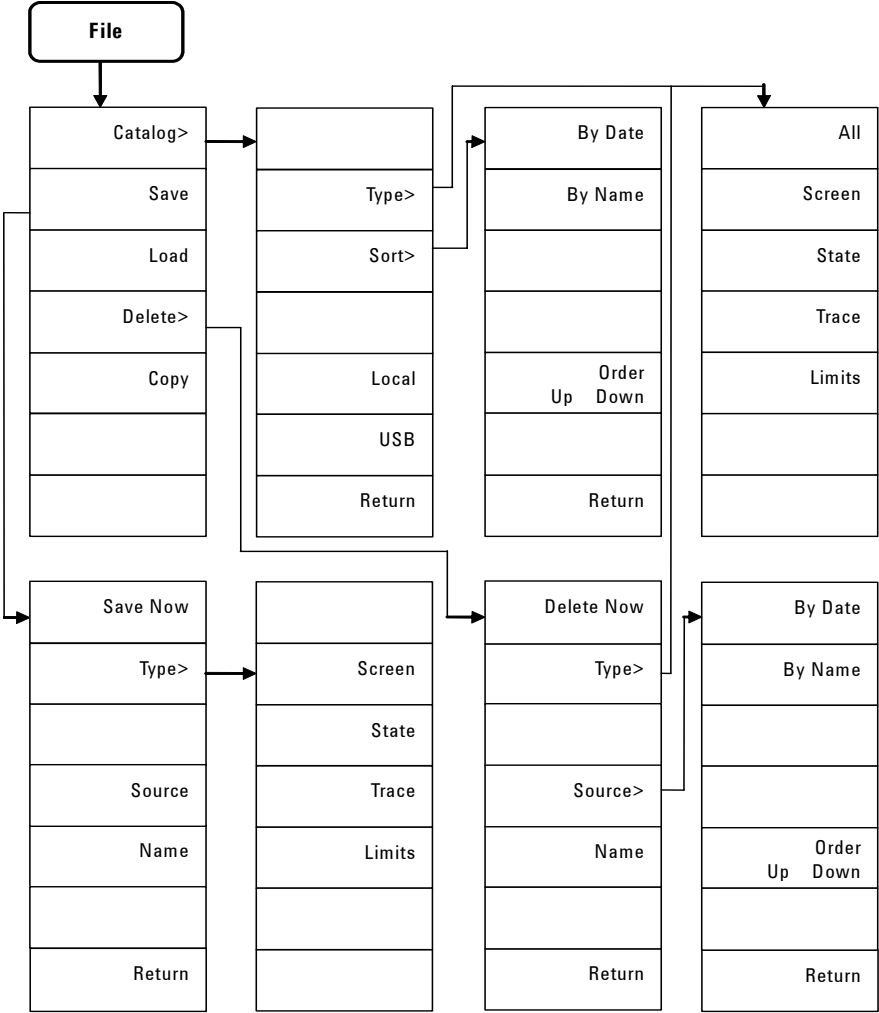 File
Catalog>
Save
Load
Delete>
Copy
Type>
Sort>
Local
USB
Return
By Date
By Name
Order
Up Down
Return
All
Screen
State
Trace
Limits
Save Now
Type>
Source
Name
Return
Screen
State
Trace
Limits
Delete Now
Type>
Source>
Name
Return
By Date
By Name
Order
Up Down
Return